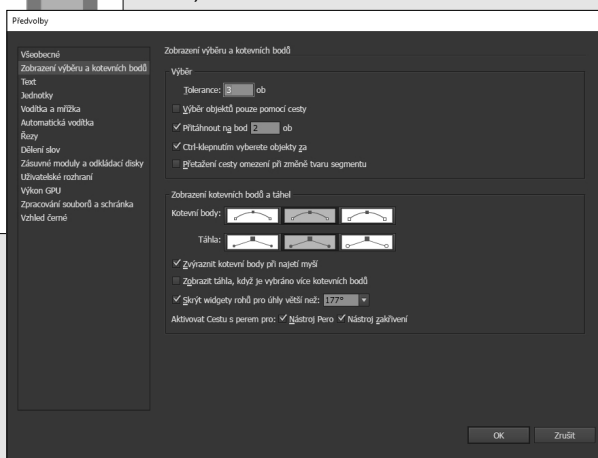 Předvolby
Všeobecné
Zobrazení výběru a kotevních bodů
Text
Jednotky
Vodítka a mřížka
Automatická vodítka
Řezy
Dělení slov
Zásuvné moduly a odkládací disky
Uživatelské rozhraní
Výkon GPU
Zpracování souborů a schránka
Vzhled černé
Zobrazení výběru a kotevních bodů
Výběr
Tolerance: 3 ob
Výběr objektů pouze pomocí cesty
Přitáhnout na bod 2 ob
Ctrl-klepnutím vyberete objekty za
Přetažení cesty omezení při změně tvaru segmentu
Zobrazení kotevních bodů a táhel
Kotevní body:
Táhla:
Zvýraznit kotevní body při najetí myší
Zobrazit táhla, když je vybráno více kotevních bodů
Skrýt widgety rohů pro úhly větší než: 177°
Aktivovat Cestu s perem pro: Nástroj Pero Nástroj zakřivení
OK Zrušit